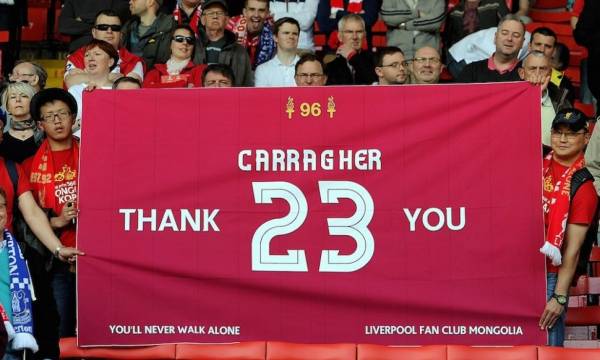 96
CARRAGHER
THANK 23 YOU
YOU'LL NEVER WALK ALONE
LIVERPOOL FAN CLUB MONGOLIA